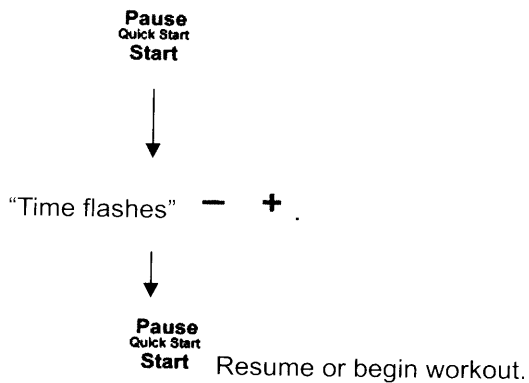 Pause
Quick Start
Start
“Time flashes” − + .
Pause
Quick Start
Start Resume or begin workout.